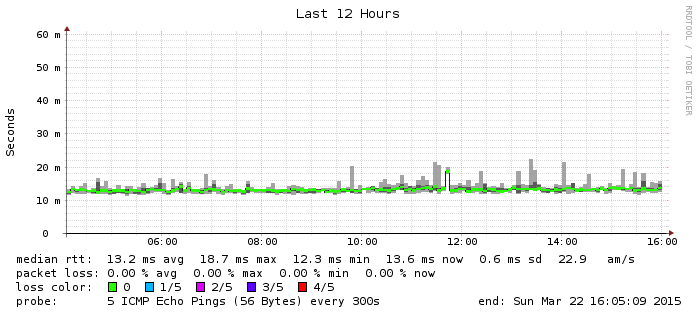 Last 12 Hours
RRDTOOL / TOBI OETIKER
Seconds
60 m
50 m
40 m
30 m
20 m
10 m
0
06:00 08:00 10:00 12:00 14:00 16:00
median rtt: 13.2 ms avg 18.7 ms max 12.3 ms min 13.6 ms now 0.6 ms sd 22.9 am/s
packet loss: 0.00 % avg 0.00 % max 0.00 % min 0.00 % now
loss color: 0 1/5 2/5 3/5 4/5
probe: 5 ICMP Echo Pings (56 Bytes) every 300s end: Sun Mar 22 16:05:09 2015